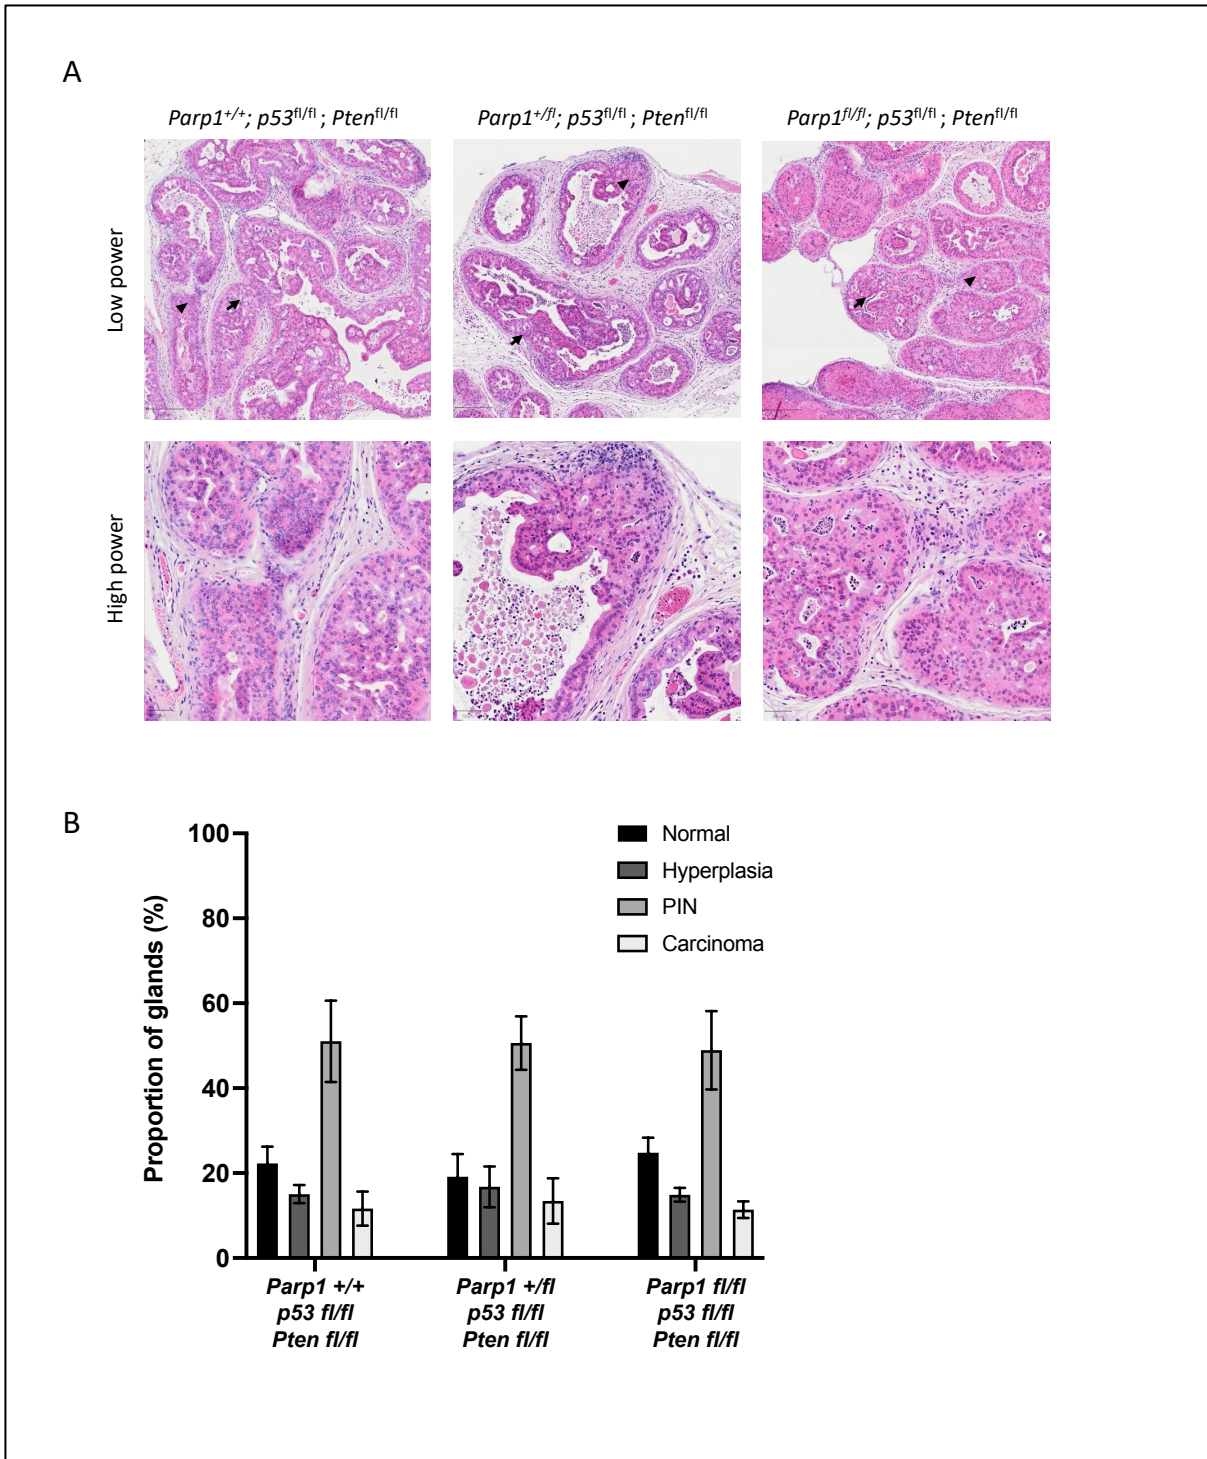 A
Parp1+/+; p53fl/fl ; Ptenfl/fl
Parp1+/fl; p53fl/fl ; Ptenfl/fl
Parp1fl/fl; p53fl/fl ; Ptenfl/fl
Low power
High power
B
Proportion of glands (%)
100
80
60
40
20
0
Normal
Hyperplasia
PIN
Carcinoma
Parp1 +/+
p53 fl/fl
Pten fl/fl
Parp1 +/fl
p53 fl/fl
Pten fl/fl
Parp1 fl/fl
p53 fl/fl
Pten fl/fl